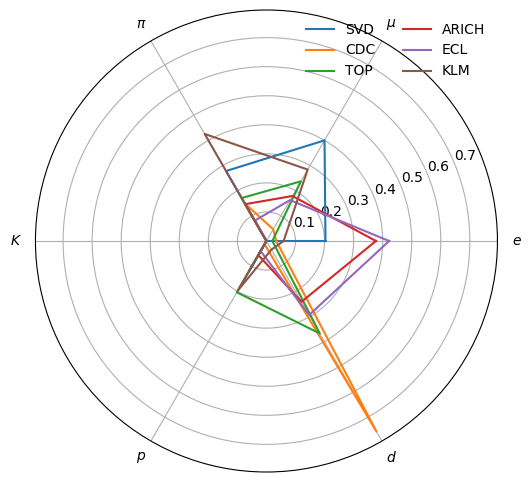 π
μ
SVD ARICH
CDC ECL
TOP KLM
0.7
0.6
0.5
0.4
0.3
0.2
0.1
K
e
p
d